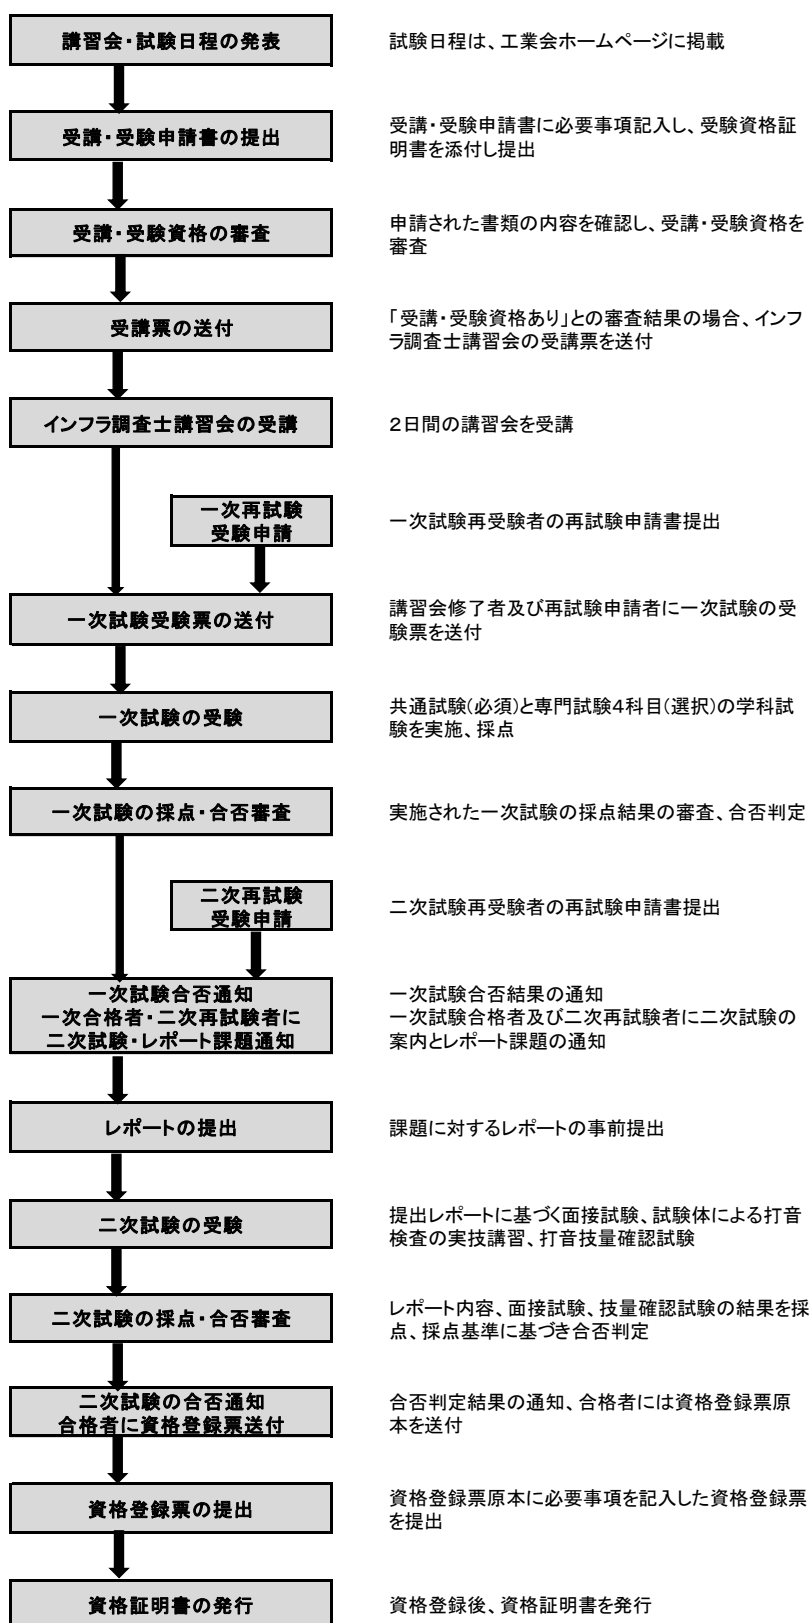 講習会・試験日程の発表
試験日程は、工業会ホームページに掲載
受講・受験申請書の提出
受講・受験申請書に必要事項記入し、受験資格証
明書を添付し提出
受講・受験資格の審査
申請された書類の内容を確認し、受講・受験資格を
審査
受講票の送付
「受講・受験資格あり」との審査結果の場合、インフ
ラ調査士講習会の受講票を送付
インフラ調査士講習会の受講
2日間の講習会を受講
一次再試験
受験申請
一次試験再受験者の再試験申請書提出
一次試験受験票の送付
講習会修了者及び再試験申請者に一次試験の受
験票を送付
一次試験の受験
共通試験(必須)と専門試験4科目(選択)の学科試
験を実施、採点
一次試験の採点・合否審査
実施された一次試験の採点結果の審査、合否判定
二次再試験
受験申請
二次試験再受験者の再試験申請書提出
一次試験合否通知
一次合格者・二次再試験者に
二次試験・レポート課題通知
一次試験合否結果の通知
一次試験合格者及び二次再試験者に二次試験の
案内とレポート課題の通知
レポートの提出
課題に対するレポートの事前提出
二次試験の受験
提出レポートに基づく面接試験、試験体による打音
検査の実技講習、打音技量確認試験
二次試験の採点・合否審査
レポート内容、面接試験、技量確認試験の結果を採
点、採点基準に基づき合否判定
二次試験の合否通知
合格者に資格登録票送付
合否判定結果の通知、合格者には資格登録票原
本を送付
資格登録票の提出
資格登録票原本に必要事項を記入した資格登録票
を提出
資格証明書の発行
資格登録後、資格証明書を発行